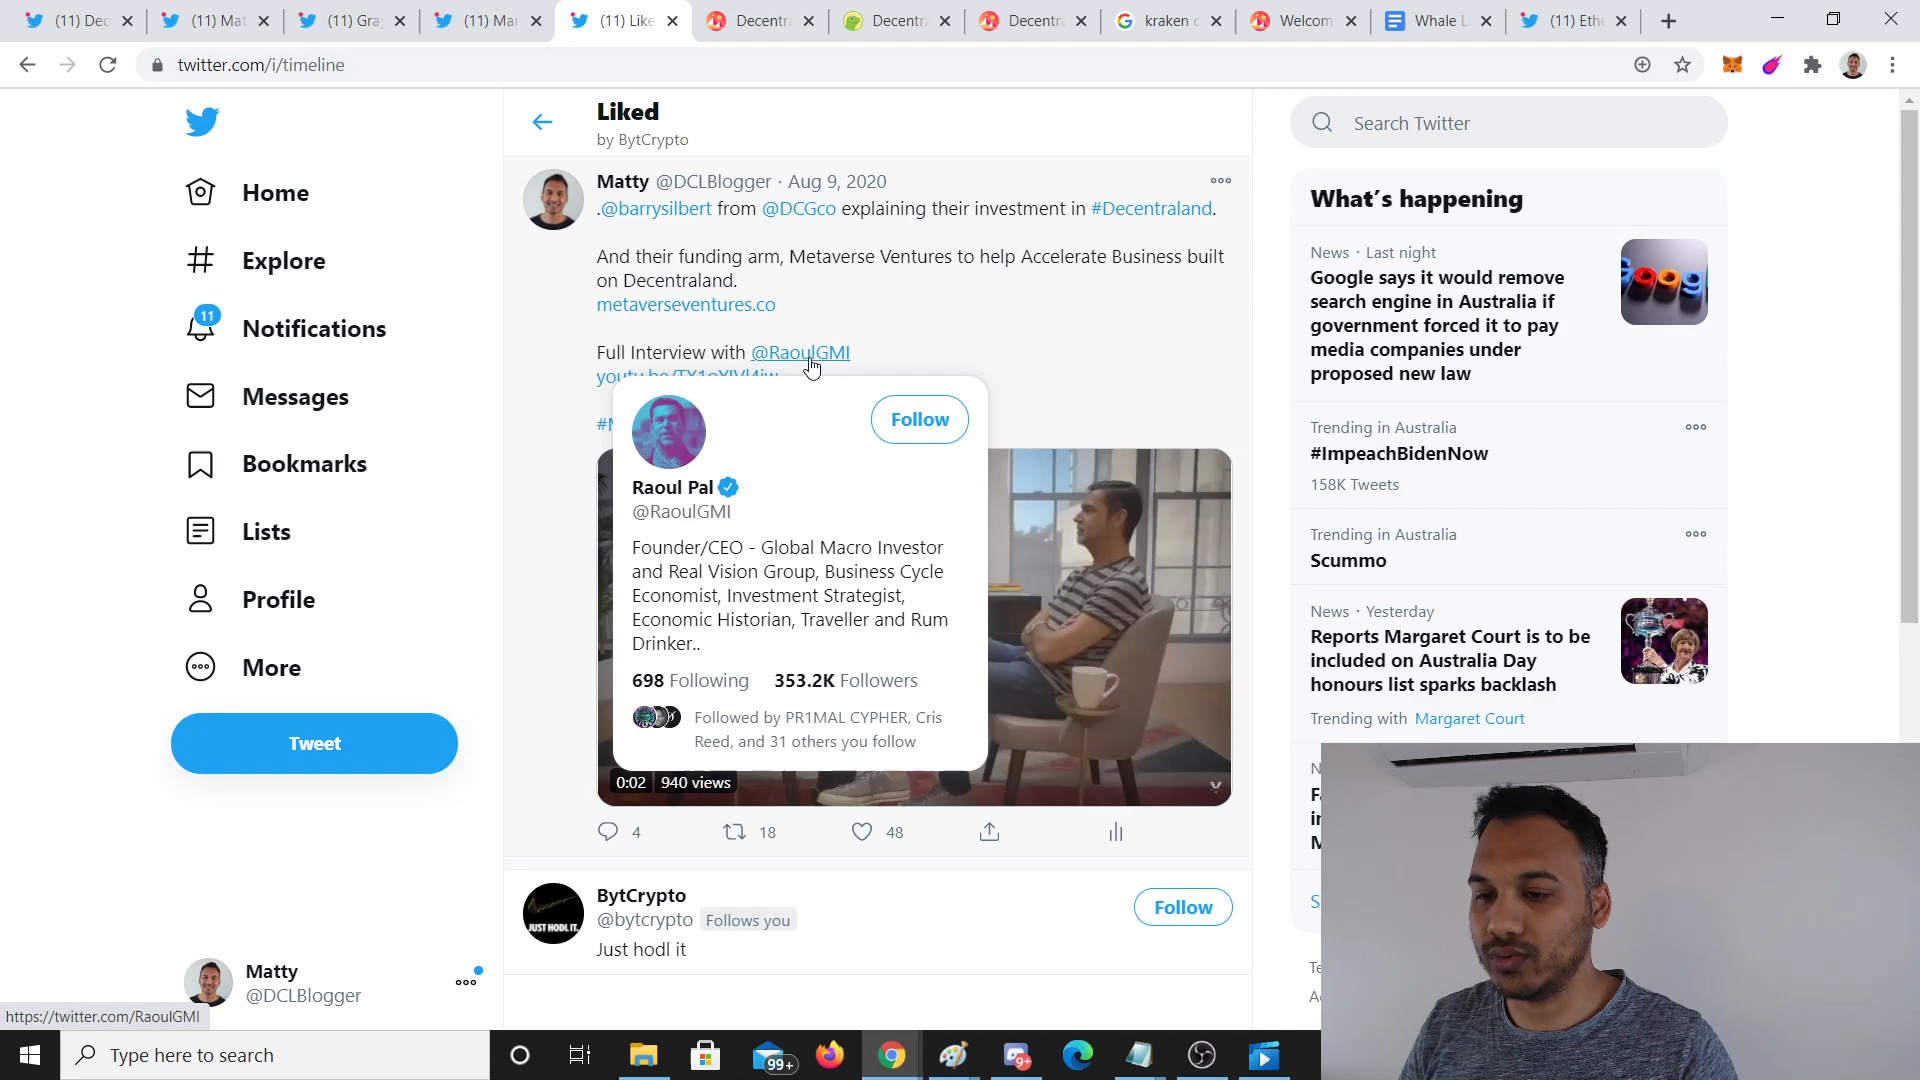 (11) Dec
(11) Mat
(11) Gra
(11) Mar
(11) Like
Decentra
Decentra
Decentra
kraken c
Welcom
Whale L
(11) Eth
twitter.com/i/timeline
Home
Explore
11
Notifications
Messages
Bookmarks
Lists
Profile
More
Tweet
Matty
@DCLBlogger
https://twitter.com/RaoulGMI
Liked
by BytCrypto
Matty @DCLBlogger · Aug 9, 2020
.@barrysilbert from @DCGco explaining their investment in #Decentraland.
And their funding arm, Metaverse Ventures to help Accelerate Business built
on Decentraland.
metaverseventures.co
Full Interview with @RaoulGMI
Follow
Raoul Pal
@RaoulGMI
Founder/CEO - Global Macro Investor
and Real Vision Group, Business Cycle
Economist, Investment Strategist,
Economic Historian, Traveller and Rum
Drinker..
698 Following 353.2K Followers
Followed by PR1MAL CYPHER, Cris
Reed, and 31 others you follow
0:02 940 views
4 18 48
JUST HODL IT.
BytCrypto
@bytcrypto Follows you
Just hodl it
Follow
Search Twitter
What's happening
News · Last night
Google says it would remove
search engine in Australia if
government forced it to pay
media companies under
proposed new law
Trending in Australia
#ImpeachBidenNow
158K Tweets
Trending in Australia
Scummo
News · Yesterday
Reports Margaret Court is to be
included on Australia Day
honours list sparks backlash
Trending with Margaret Court
Type here to search
99+
9+